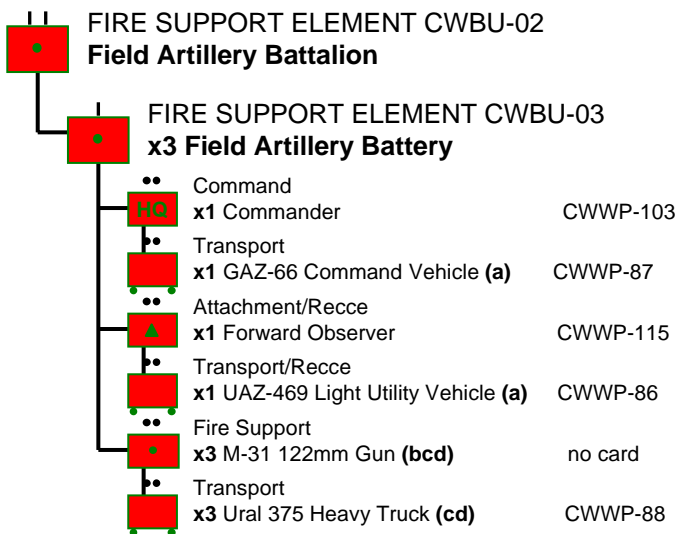 FIRE SUPPORT ELEMENT CWBU-02
Field Artillery Battalion
FIRE SUPPORT ELEMENT CWBU-03
x3 Field Artillery Battery
Command
HQ x1 Commander CWWP-103
Transport
x1 GAZ-66 Command Vehicle (a) CWWP-87
Attachment/Recce
x1 Forward Observer CWWP-115
Transport/Recce
x1 UAZ-469 Light Utility Vehicle (a) CWWP-86
Fire Support
x3 M-31 122mm Gun (bcd) no card
Transport
x3 Ural 375 Heavy Truck (cd) CWWP-88